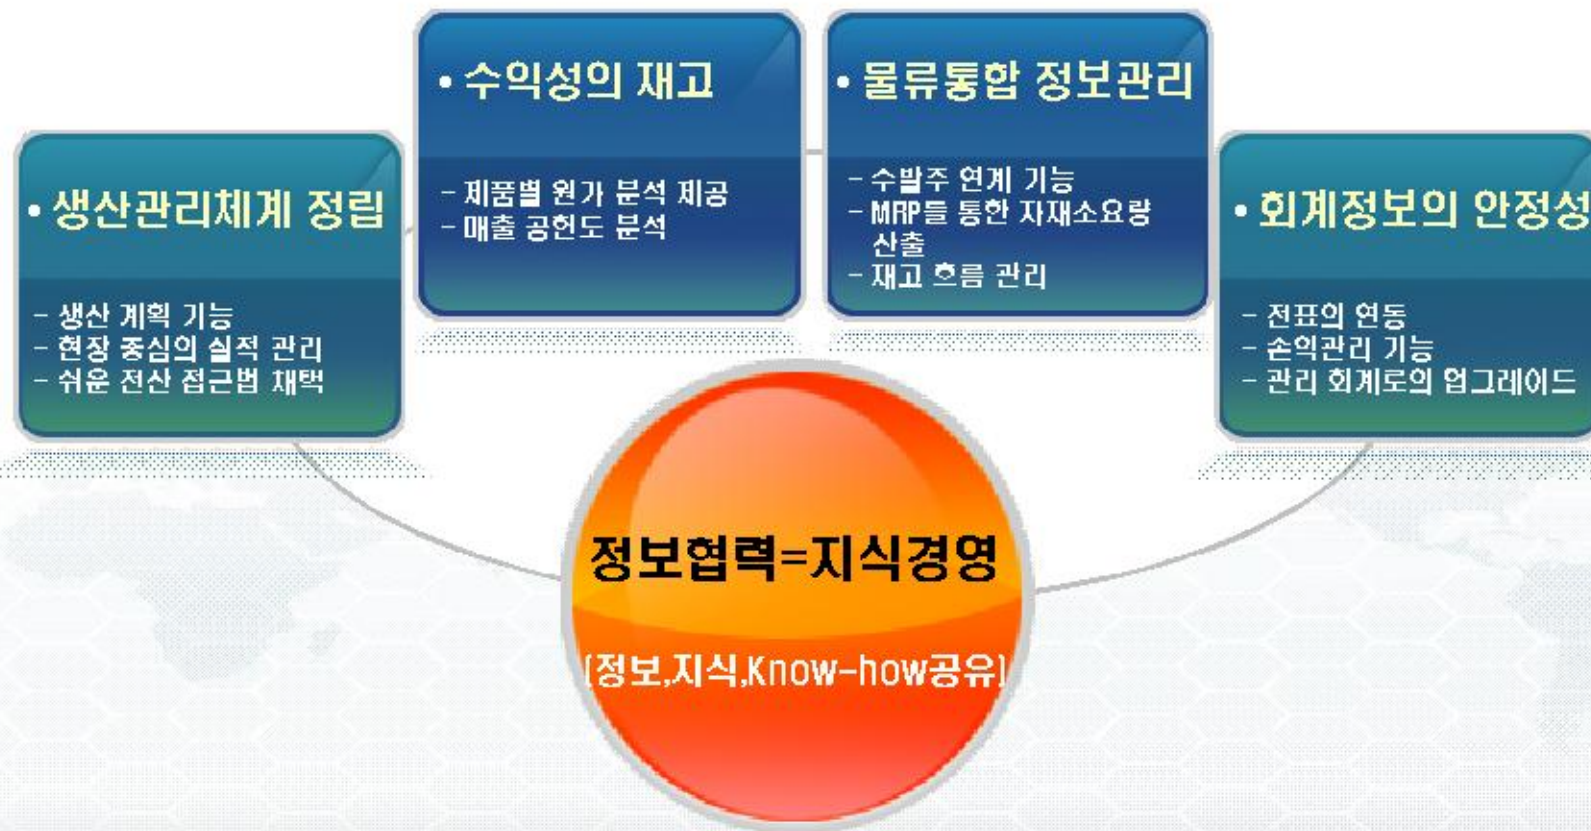 • 생산관리체계 정립
- 생산 계획 기능
- 현장 중심의 실적 관리
- 쉬운 전산 접근법 채택
• 수익성의 재고
- 제품별 원가 분석 제공
- 매출 공헌도 분석
• 물류통합 정보관리
- 수발주 연계 기능
- MRP를 통한 자재소요량
산출
- 재고 흐름 관리
• 회계정보의 안정성
- 전표의 연동
- 손익관리 기능
- 관리 회계로의 업그레이드
정보협력=지식경영
(정보,지식,Know-how공유)